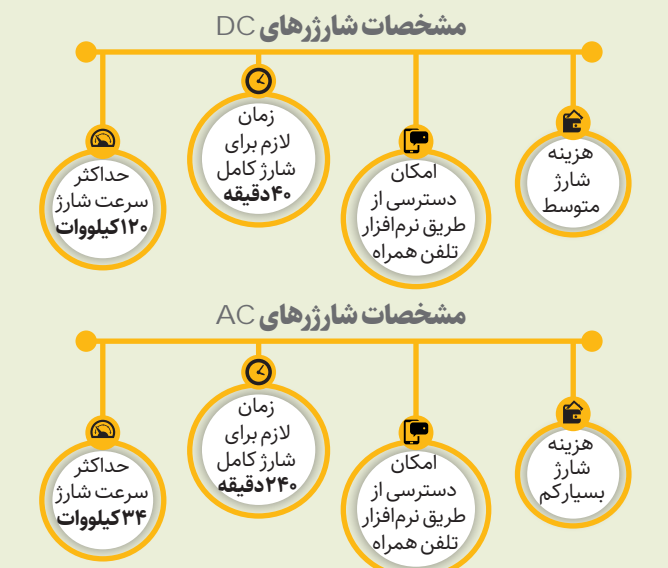 مشخصات شارژرهای DC
هزینه
شارژ
متوسط
امکان
دسترسی از
طریق نرم‌افزار
تلفن همراه
زمان
لازم برای
شارژ کامل
۴۰دقیقه
حداکثر
سرعت شارژ
۱۲۰کیلووات
مشخصات شارژرهای AC
هزینه
شارژ
بسیارکم
امکان
دسترسی از
طریق نرم‌افزار
تلفن همراه
زمان
لازم برای
شارژ کامل
۲۴۰دقیقه
حداکثر
سرعت شارژ
۳۴کیلووات